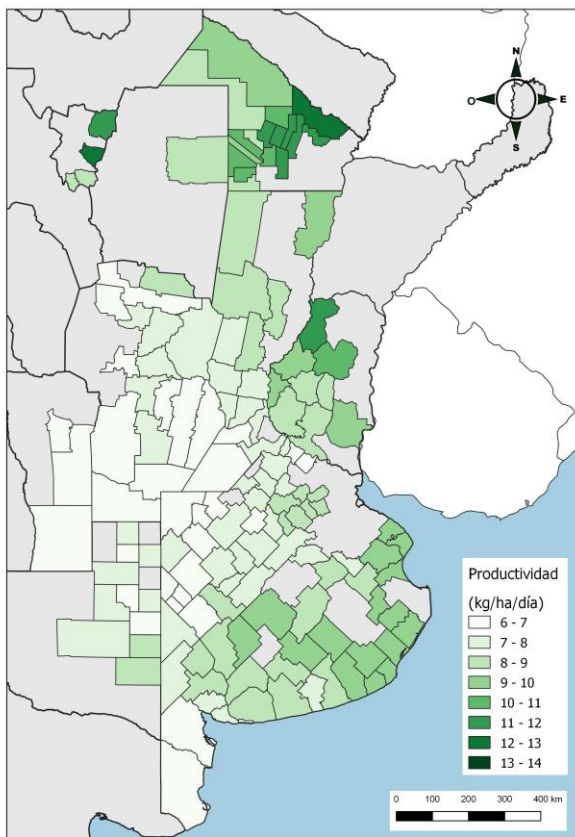 N
O E
S
Productividad
(kg/ha/día)
6 - 7
7 - 8
8 - 9
9 - 10
10 - 11
11 - 12
12 - 13
13 - 14
0 100 200 300 400 km